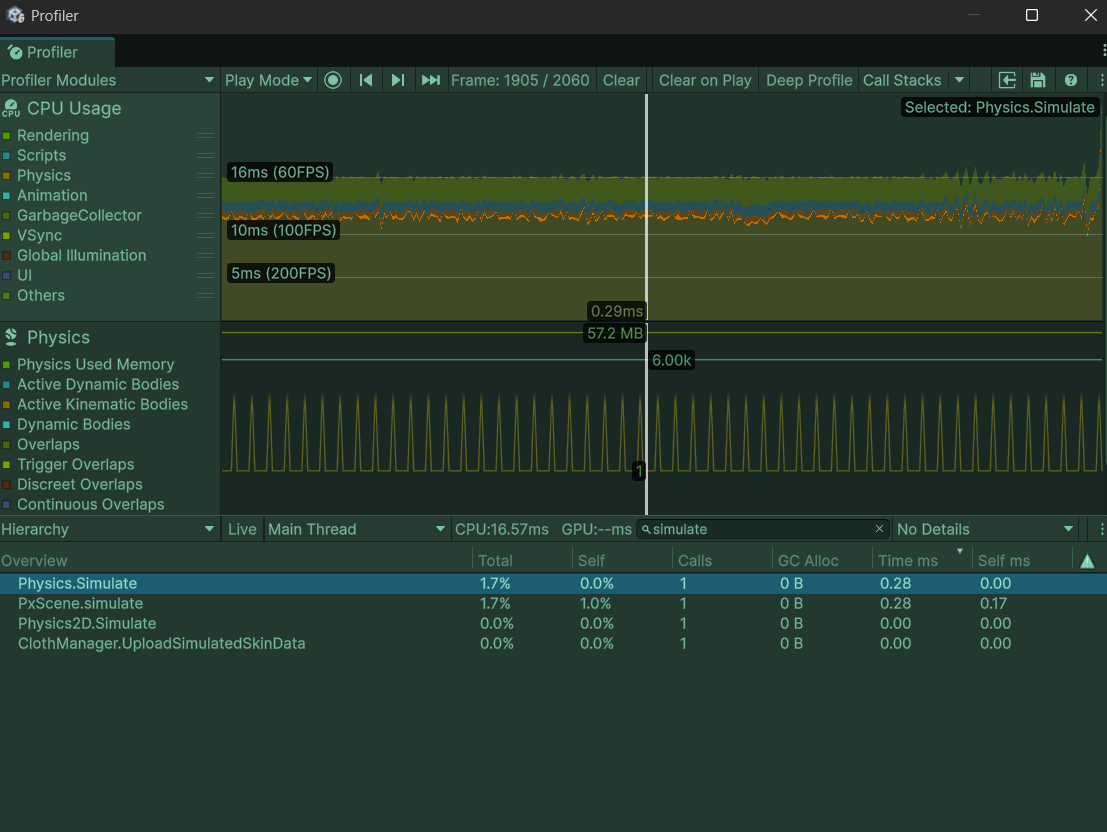 Profiler
Profiler
Profiler Modules Play Mode Frame: 1905 / 2060 Clear Clear on Play Deep Profile Call Stacks
CPU Usage
CPU
Selected: Physics.Simulate
Rendering
Scripts
Physics
Animation
GarbageCollector
VSync
Global Illumination
UI
Others
16ms (60FPS)
10ms (100FPS)
5ms (200FPS)
0.29ms
Physics
57.2 MB
6.00k
1
Physics Used Memory
Active Dynamic Bodies
Active Kinematic Bodies
Dynamic Bodies
Overlaps
Trigger Overlaps
Discreet Overlaps
Continuous Overlaps
Hierarchy Live Main Thread CPU:16.57ms GPU:--ms simulate No Details
Overview Total Self Calls GC Alloc Time ms Self ms
Physics.Simulate 1.7% 0.0% 1 0 B 0.28 0.00
PxScene.simulate 1.7% 1.0% 1 0 B 0.28 0.17
Physics2D.Simulate 0.0% 0.0% 1 0 B 0.00 0.00
ClothManager.UploadSimulatedSkinData 0.0% 0.0% 1 0 B 0.00 0.00